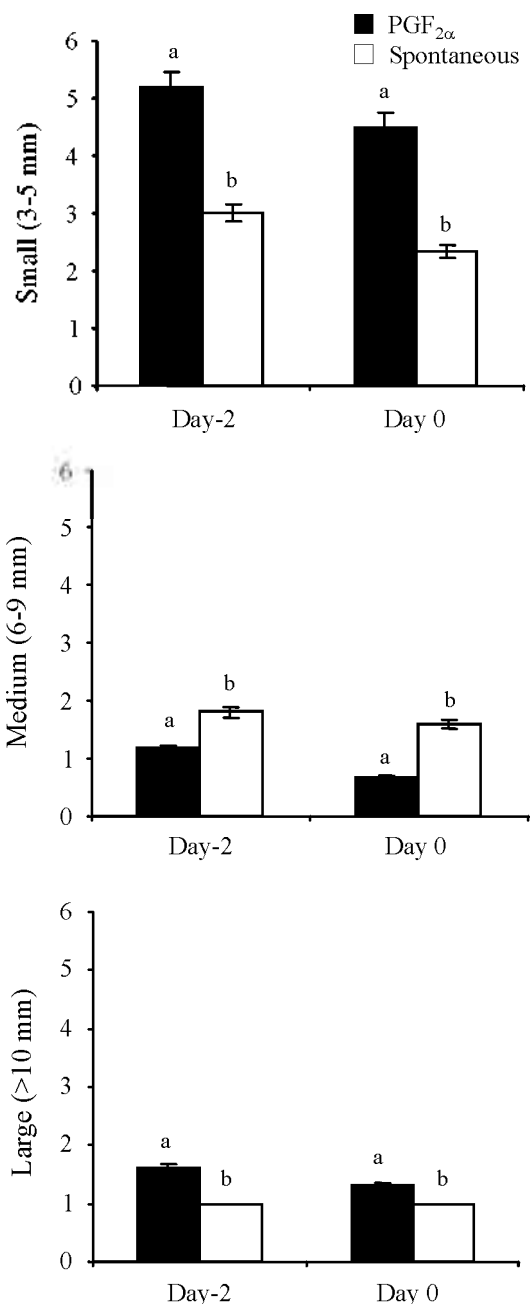 PGF2α
Spontaneous
Small (3-5 mm)
6
5
4
3
2
1
0
a
b
a
b
Day-2
Day 0
Medium (6-9 mm)
6
5
4
3
2
1
0
a
b
a
b
Day-2
Day 0
Large (>10 mm)
6
5
4
3
2
1
0
a
b
a
b
Day-2
Day 0